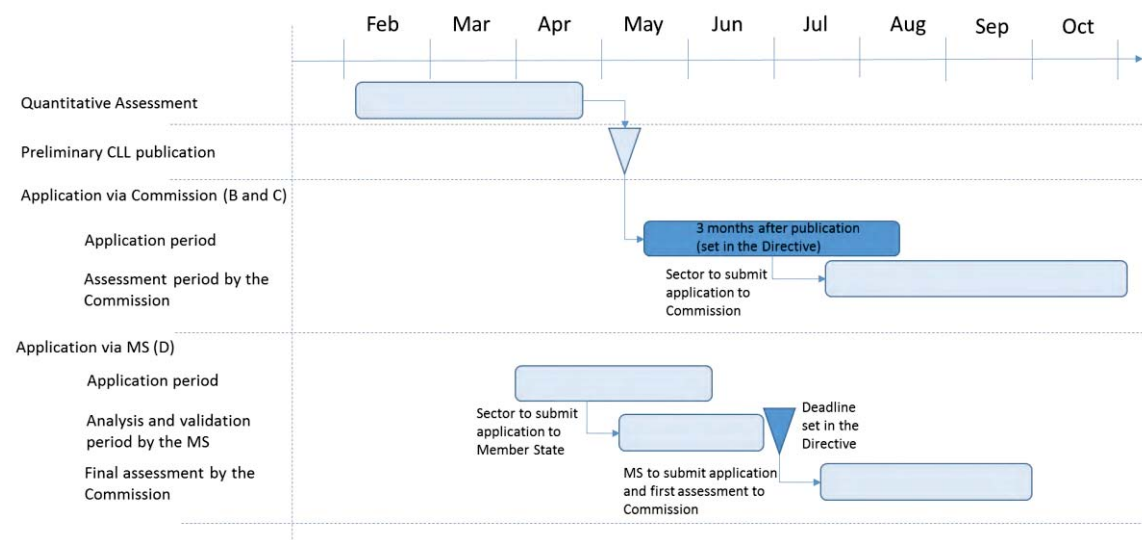 Feb Mar Apr May Jun Jul Aug Sep Oct
Quantitative Assessment
Preliminary CLL publication
Application via Commission (B and C)
Application period
3 months after publication
(set in the Directive)
Assessment period by the
Commission
Sector to submit
application to
Commission
Application via MS (D)
Application period
Analysis and validation
period by the MS
Sector to submit
application to
Member State
Deadline
set in the
Directive
Final assessment by the
Commission
MS to submit application
and first assessment to
Commission